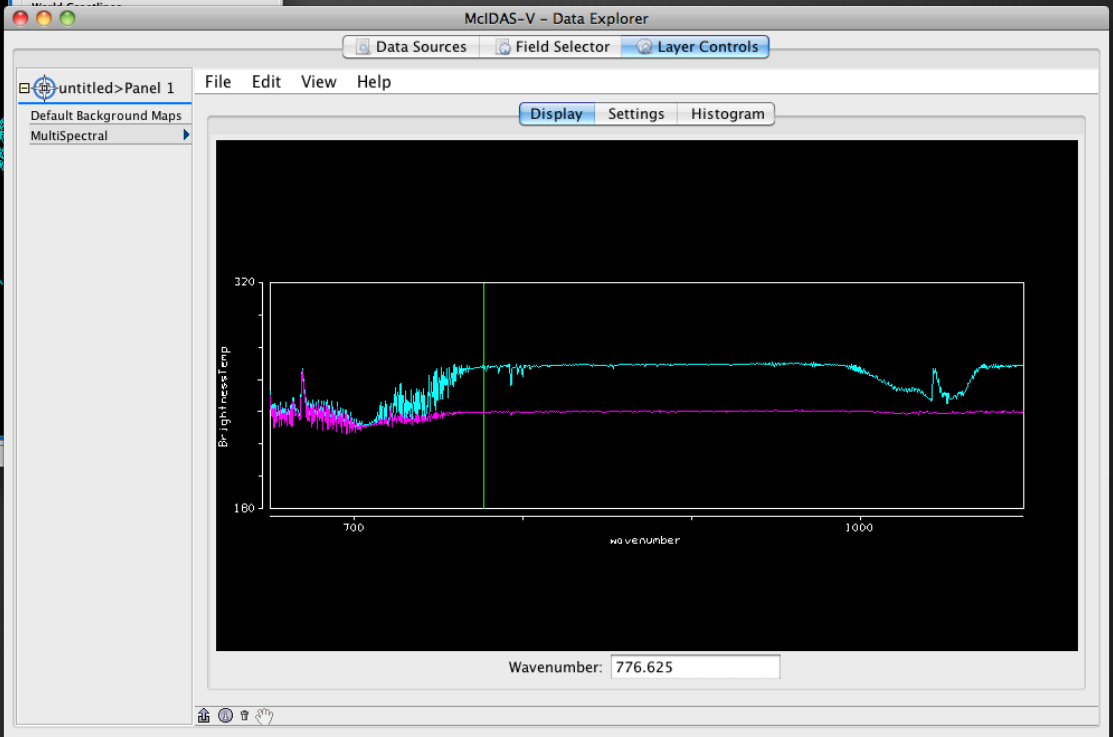 McIDAS-V – Data Explorer
Data Sources Field Selector Layer Controls
untitled>Panel 1
File Edit View Help
Default Background Maps
MultiSpectral
Display Settings Histogram
320
BrightnessTemp
180
700 1000
wavenumber
Wavenumber: 776.625